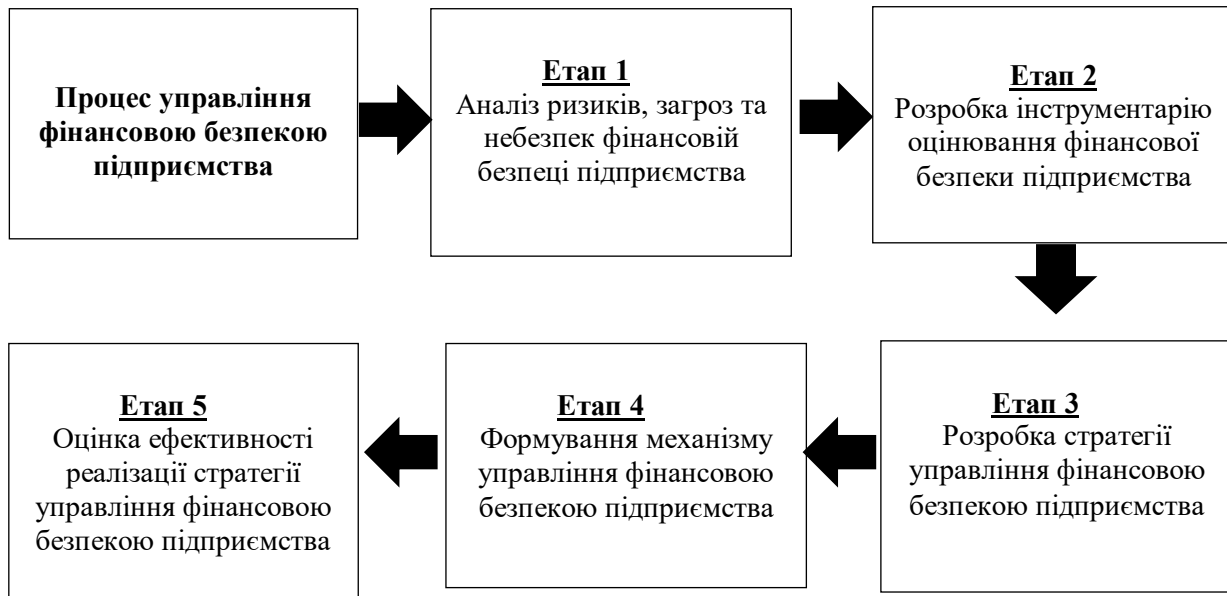 Процес управління
фінансовою безпекою
підприємства
Етап 1
Аналіз ризиків, загроз та
небезпек фінансовій
безпеці підприємства
Етап 2
Розробка інструментарію
оцінювання фінансової
безпеки підприємства
Етап 3
Розробка стратегії
управління фінансовою
безпекою підприємства
Етап 4
Формування механізму
управління фінансовою
безпекою підприємства
Етап 5
Оцінка ефективності
реалізації стратегії
управління фінансовою
безпекою підприємства